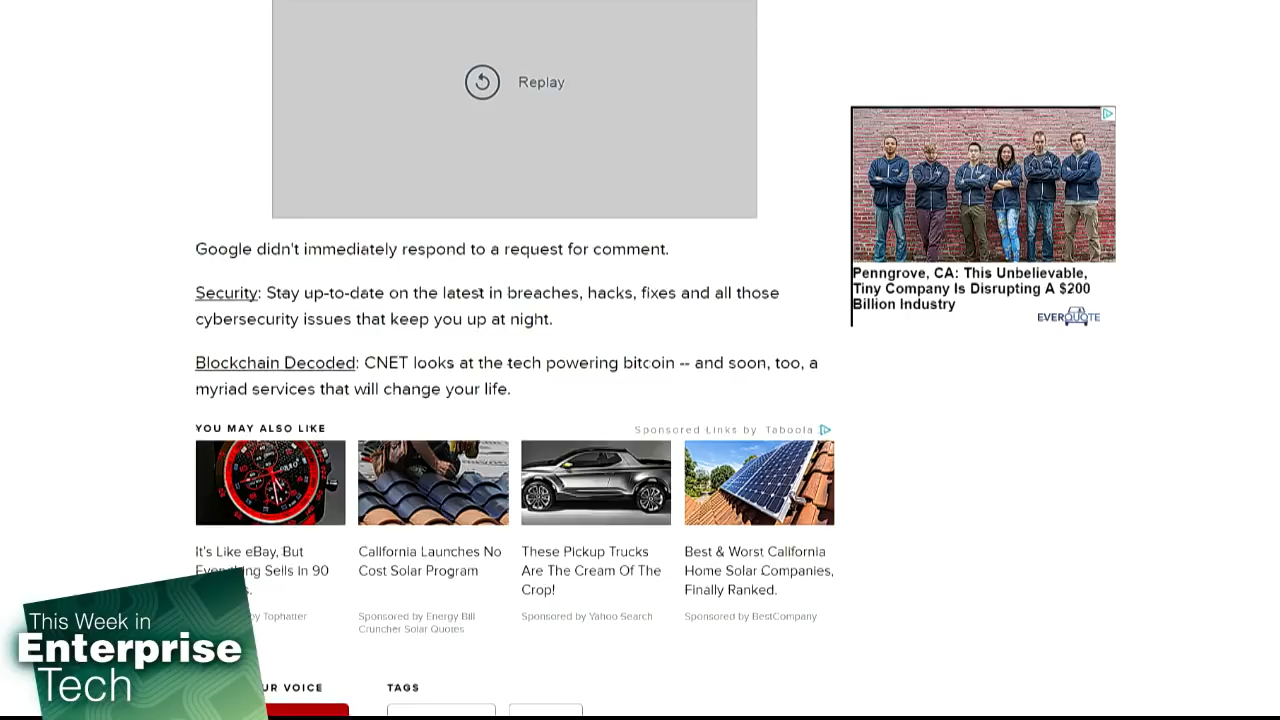 Replay
Google didn't immediately respond to a request for comment.
Security: Stay up-to-date on the latest in breaches, hacks, fixes and all those
cybersecurity issues that keep you up at night.
Blockchain Decoded: CNET looks at the tech powering bitcoin -- and soon, too, a
myriad services that will change your life.
Penngrove, CA: This Unbelievable,
Tiny Company Is Disrupting A $200
Billion Industry
EVERQUOTE
YOU MAY ALSO LIKE
Sponsored Links by Taboola
It's Like eBay, But
Everything Sells In 90
by Tophatter
California Launches No
Cost Solar Program
Sponsored by Energy Bill
Cruncher Solar Quotes
These Pickup Trucks
Are The Cream Of The
Crop!
Sponsored by Yahoo Search
Best & Worst California
Home Solar Companies,
Finally Ranked.
Sponsored by BestCompany
This Week in
Enterprise
Tech
UR VOICE
TAGS